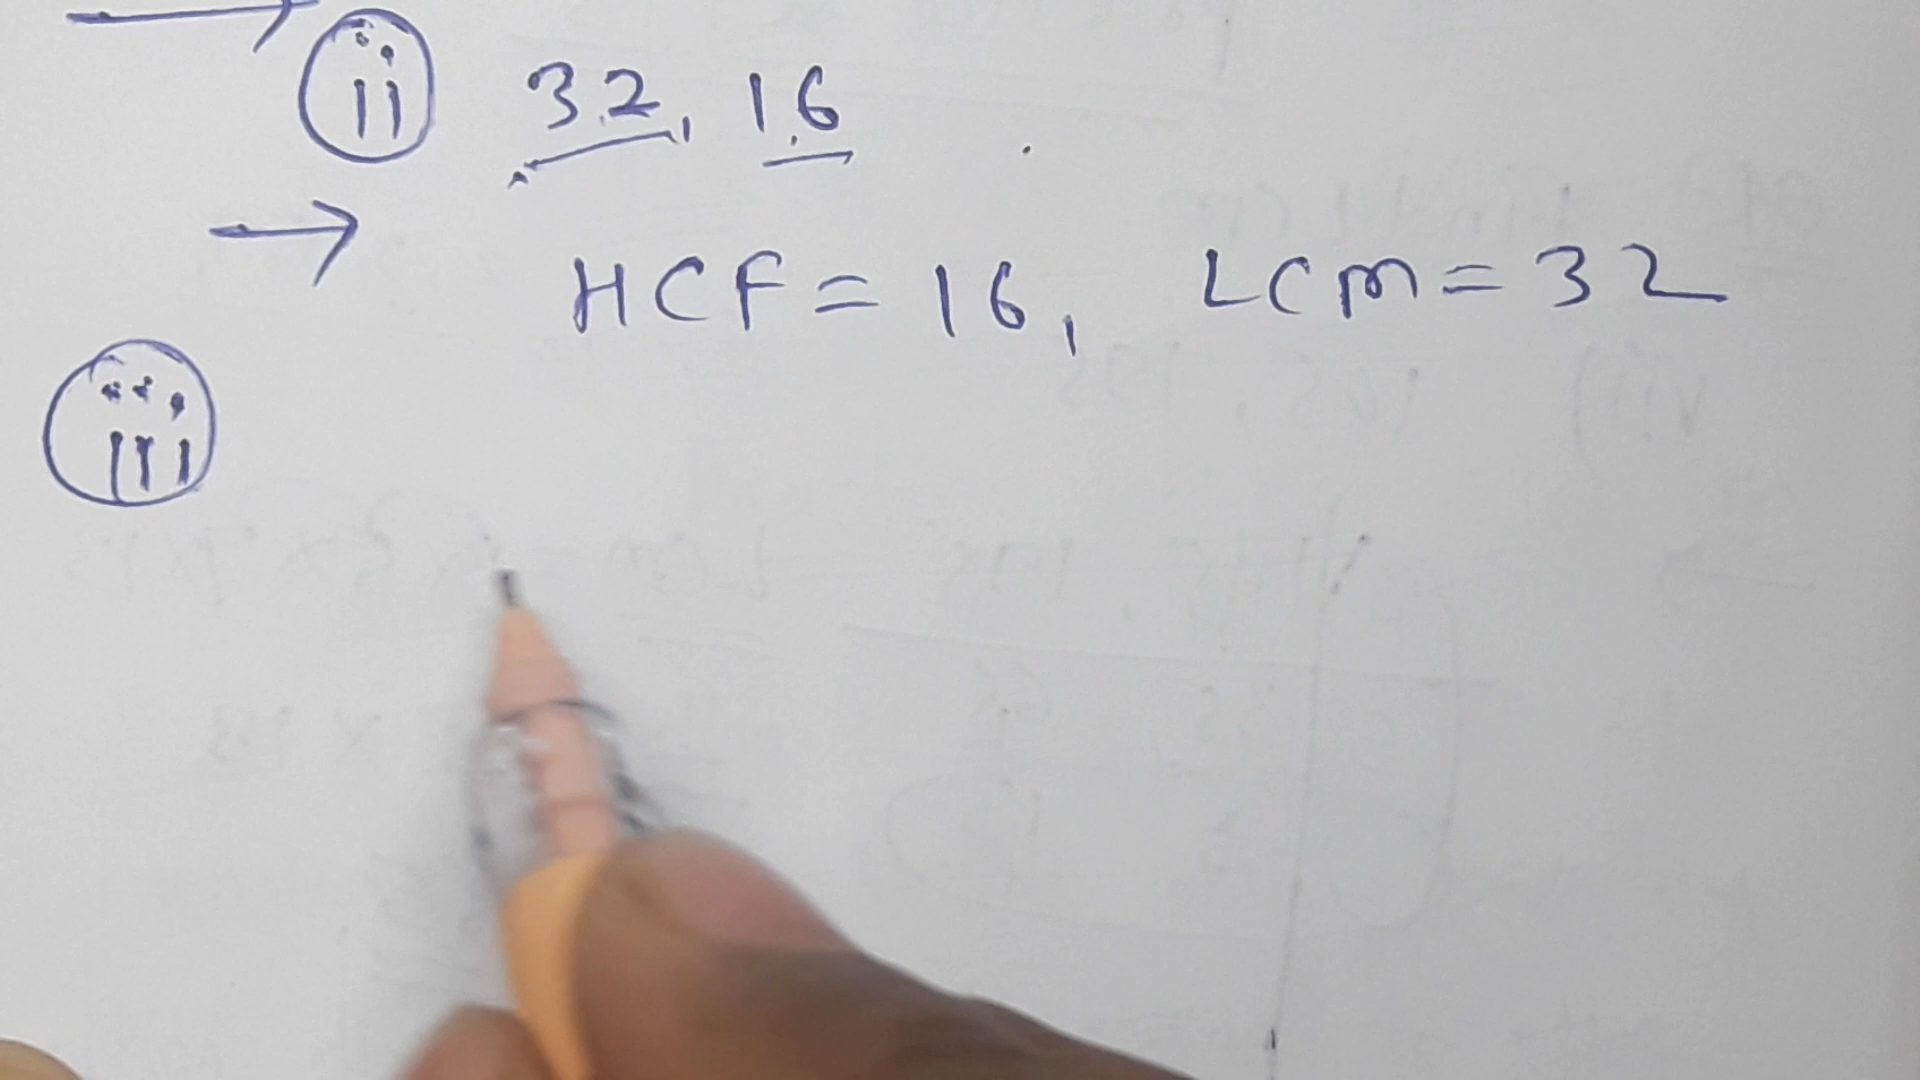 → ii 32, 16
→ HCF = 16, LCM = 32
iii